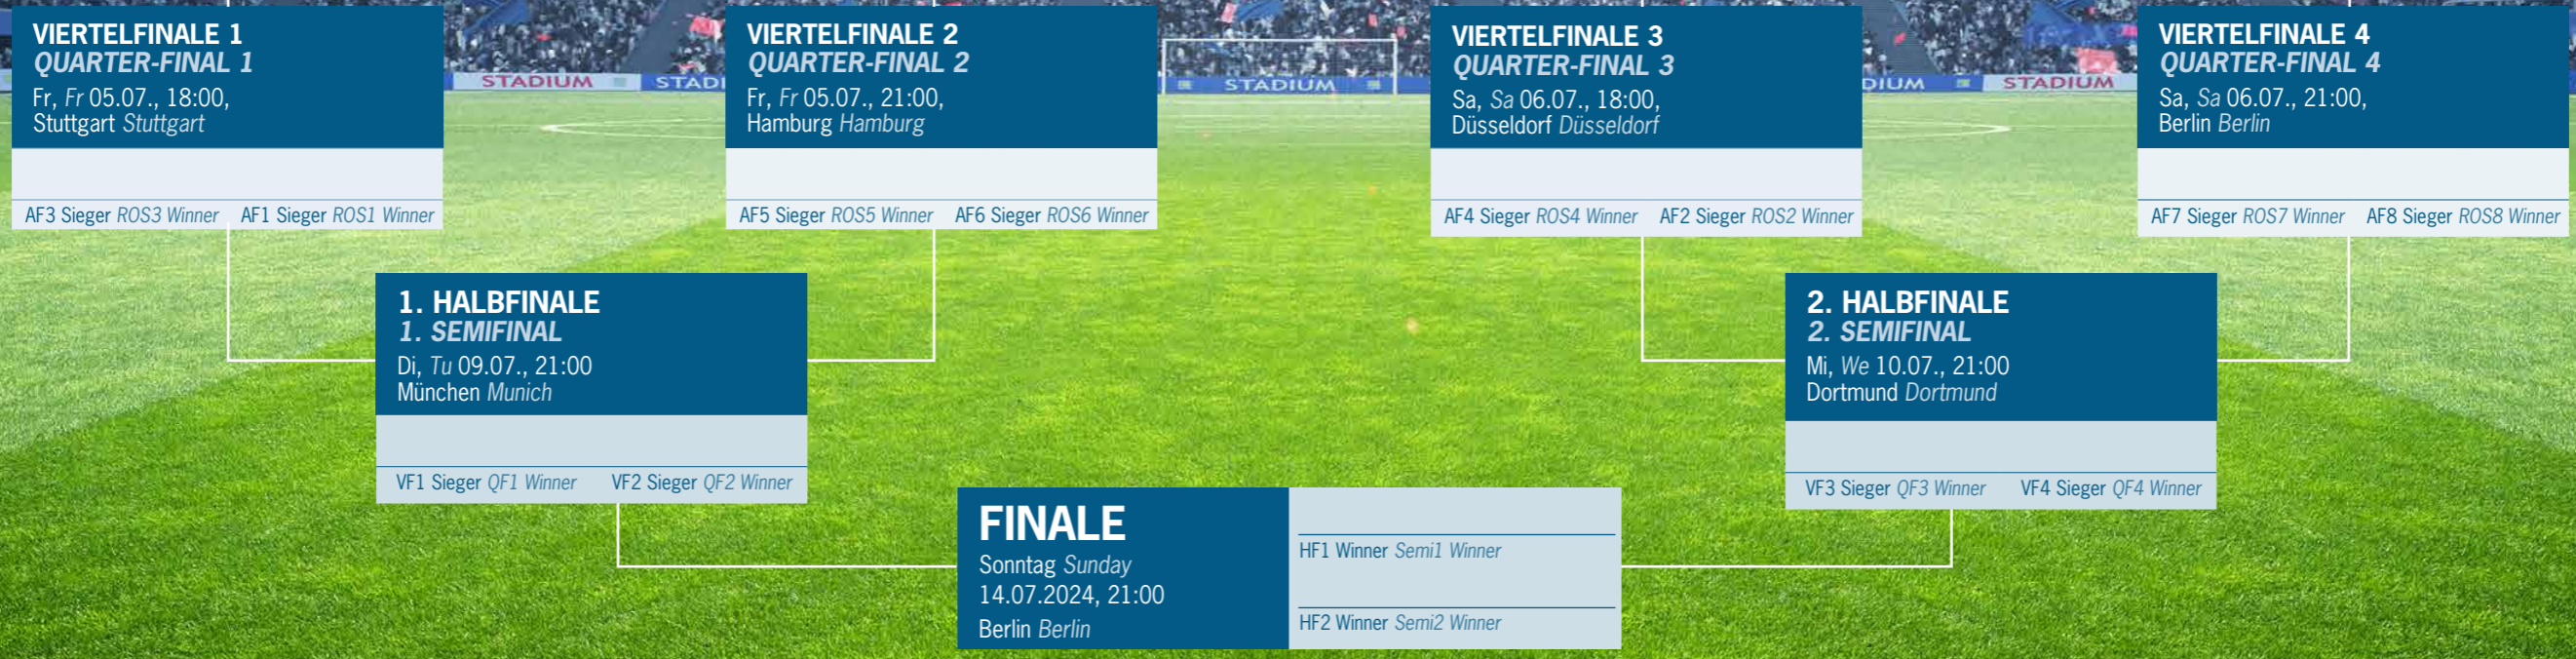 VIERTELFINALE 1
QUARTER-FINAL 1
Fr, Fr 05.07., 18:00,
Stuttgart Stuttgart
AF3 Sieger ROS3 Winner AF1 Sieger ROS1 Winner
VIERTELFINALE 2
QUARTER-FINAL 2
Fr, Fr 05.07., 21:00,
Hamburg Hamburg
AF5 Sieger ROS5 Winner AF6 Sieger ROS6 Winner
VIERTELFINALE 3
QUARTER-FINAL 3
Sa, Sa 06.07., 18:00,
Düsseldorf Düsseldorf
AF4 Sieger ROS4 Winner AF2 Sieger ROS2 Winner
VIERTELFINALE 4
QUARTER-FINAL 4
Sa, Sa 06.07., 21:00,
Berlin Berlin
AF7 Sieger ROS7 Winner AF8 Sieger ROS8 Winner
STADIUM STADI STADIUM DIUM STADIUM
1. HALBFINALE
1. SEMIFINAL
Di, Tu 09.07., 21:00
München Munich
VF1 Sieger QF1 Winner VF2 Sieger QF2 Winner
2. HALBFINALE
2. SEMIFINAL
Mi, We 10.07., 21:00
Dortmund Dortmund
VF3 Sieger QF3 Winner VF4 Sieger QF4 Winner
FINALE
Sonntag Sunday
14.07.2024, 21:00
Berlin Berlin
HF1 Winner Semi1 Winner
HF2 Winner Semi2 Winner